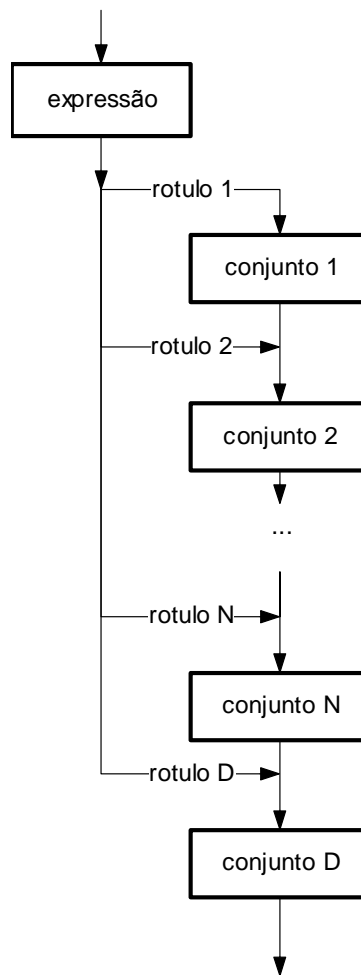 expressão
rotulo 1
conjunto 1
rotulo 2
conjunto 2
...
rotulo N
conjunto N
rotulo D
conjunto D